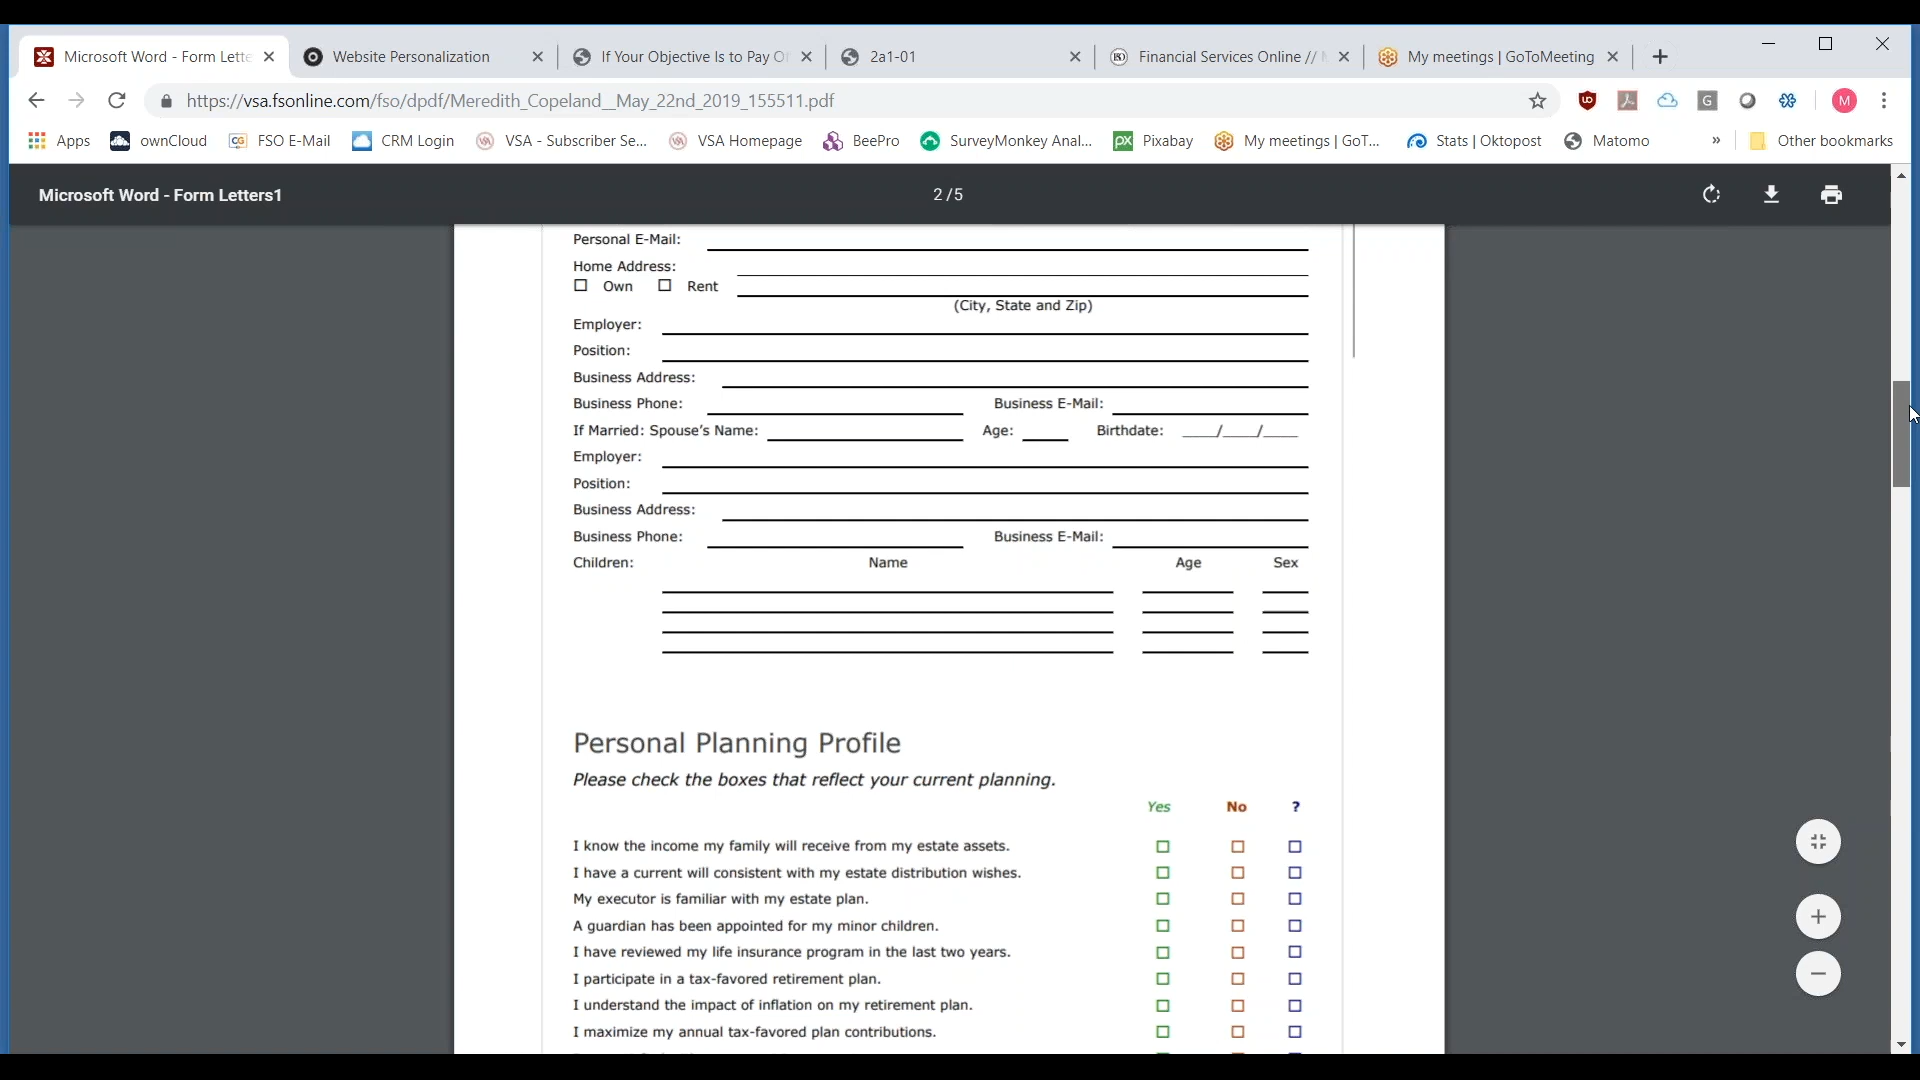 Microsoft Word - Form Lette
Website Personalization
If Your Objective Is to Pay O
2a1-01
Financial Services Online //
My meetings | GoToMeeting
https://vsa.fsonline.com/fso/dpdf/Meredith_Copeland__May_22nd_2019_155511.pdf
M
Apps
ownCloud
FSO E-Mail
CRM Login
VSA - Subscriber Se...
VSA Homepage
BeePro
SurveyMonkey Anal...
Pixabay
My meetings | GoT...
Stats | Oktopost
Matomo
»
Other bookmarks
Microsoft Word - Form Letters1
2 / 5
Personal E-Mail:
Home Address:
Own Rent
(City, State and Zip)
Employer:
Position:
Business Address:
Business Phone: Business E-Mail:
If Married: Spouse's Name: Age: Birthdate: ____/____/____
Employer:
Position:
Business Address:
Business Phone: Business E-Mail:
Children: Name Age Sex
Personal Planning Profile
Please check the boxes that reflect your current planning.
Yes No ?
I know the income my family will receive from my estate assets.
I have a current will consistent with my estate distribution wishes.
My executor is familiar with my estate plan.
A guardian has been appointed for my minor children.
I have reviewed my life insurance program in the last two years.
I participate in a tax-favored retirement plan.
I understand the impact of inflation on my retirement plan.
I maximize my annual tax-favored plan contributions.